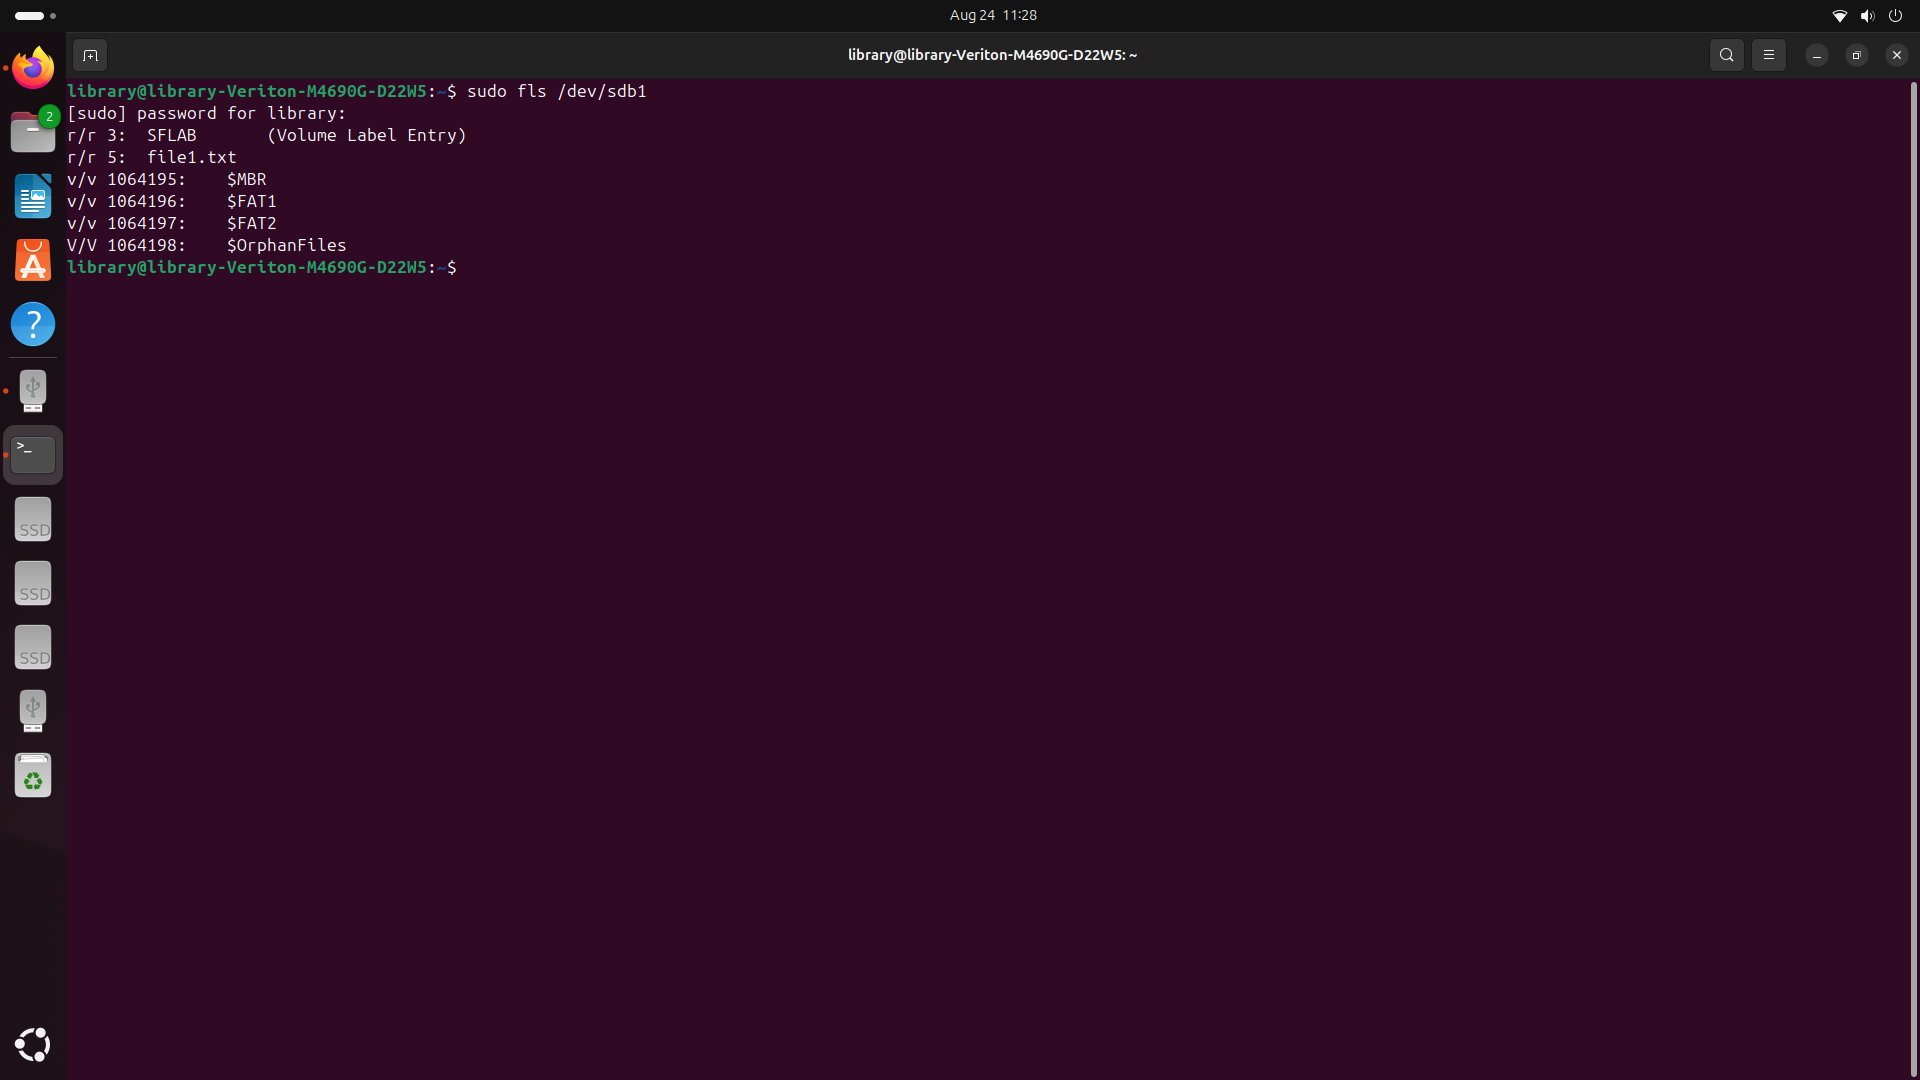 Aug 24 11:28
library@library-Veriton-M4690G-D22W5: ~
library@library-Veriton-M4690G-D22W5:~$ sudo fls /dev/sdb1
[sudo] password for library:
r/r 3:  SFLAB       (Volume Label Entry)
r/r 5:  file1.txt
v/v 1064195:    $MBR
v/v 1064196:    $FAT1
v/v 1064197:    $FAT2
V/V 1064198:    $OrphanFiles
library@library-Veriton-M4690G-D22W5:~$
2
?
>_
SSD
SSD
SSD